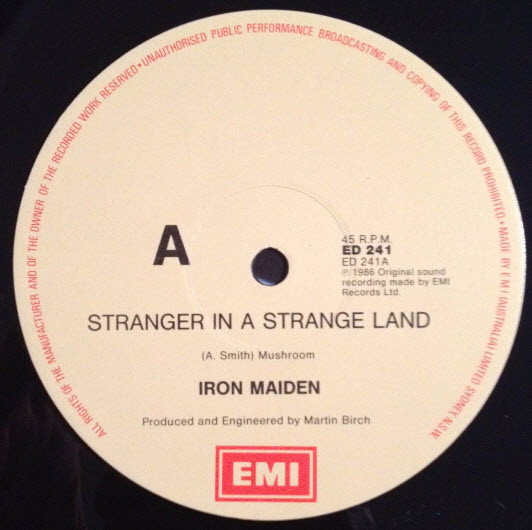 ALL RIGHTS OF THE MANUFACTURER AND OF THE OWNER OF THE RECORDED WORK RESERVED • UNAUTHORISED PUBLIC PERFORMANCE BROADCASTING AND COPYING OF THIS RECORD PROHIBITED • MADE BY EMI (AUSTRALIA) LIMITED SYDNEY, N.S.W.
A
45 R.P.M.
ED 241
ED 241A
℗ 1986 Original sound
recording made by EMI
Records Ltd.
STRANGER IN A STRANGE LAND
(A. Smith) Mushroom
IRON MAIDEN
Produced and Engineered by Martin Birch
EMI